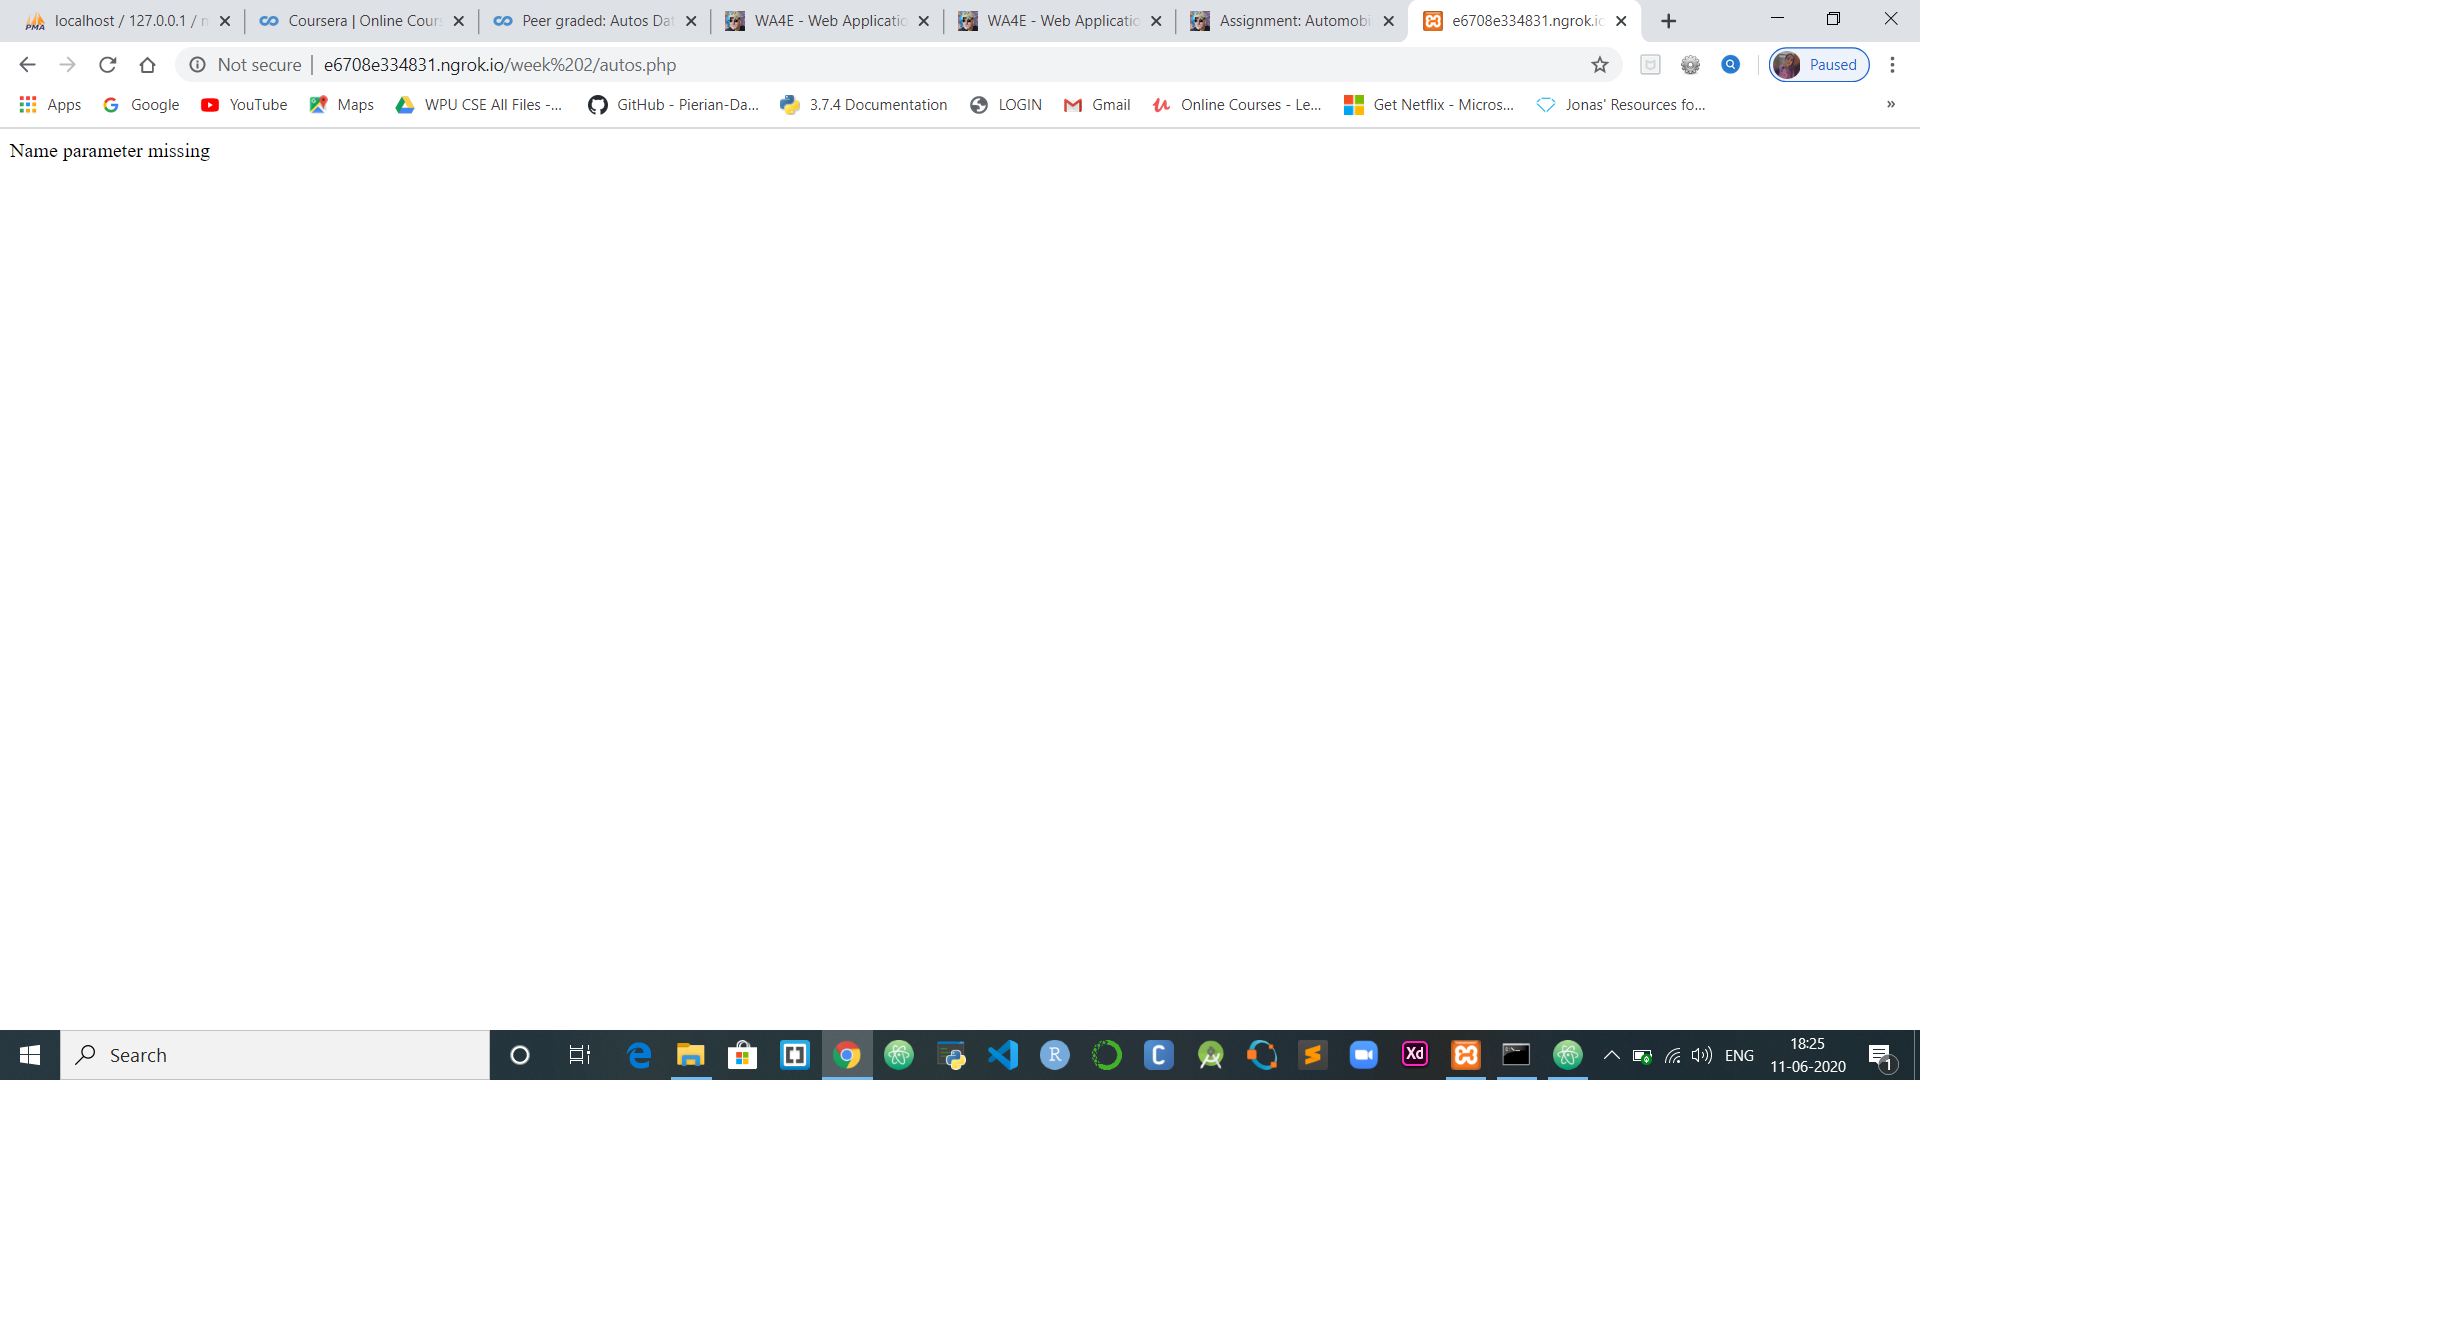 localhost / 127.0.0.1 / n
Coursera | Online Cours
Peer graded: Autos Dat
WA4E - Web Applicatio
WA4E - Web Applicatio
Assignment: Automobi
e6708e334831.ngrok.io
Not secure | e6708e334831.ngrok.io/week%202/autos.php
Paused
Apps
Google
YouTube
Maps
WPU CSE All Files -...
GitHub - Pierian-Da...
3.7.4 Documentation
LOGIN
Gmail
Online Courses - Le...
Get Netflix - Micros...
Jonas' Resources fo...
»
Name parameter missing
Search
ENG
18:25
11-06-2020
1